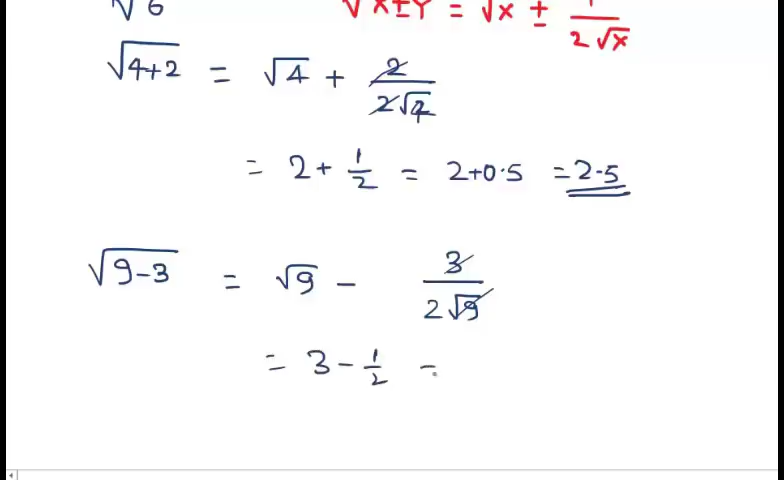 √6 √X±Y = √X ± Y/2√X
√4+2 = √4 + 2/2√4
= 2 + 1/2 = 2+0.5 = 2.5
√9-3 = √9 - 3/2√9
= 3 - 1/2 =